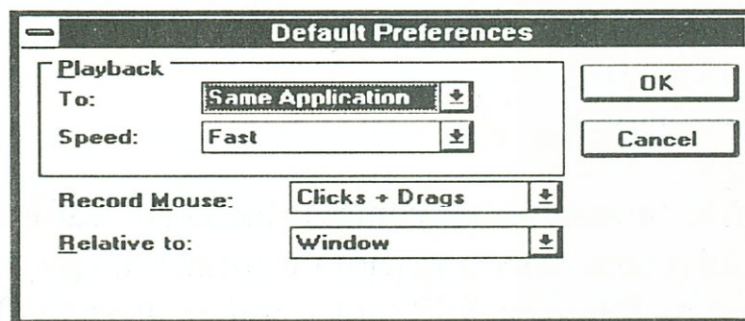 Default Preferences
Playback
To: Same Application
Speed: Fast
OK
Cancel
Record Mouse: Clicks + Drags
Relative to: Window